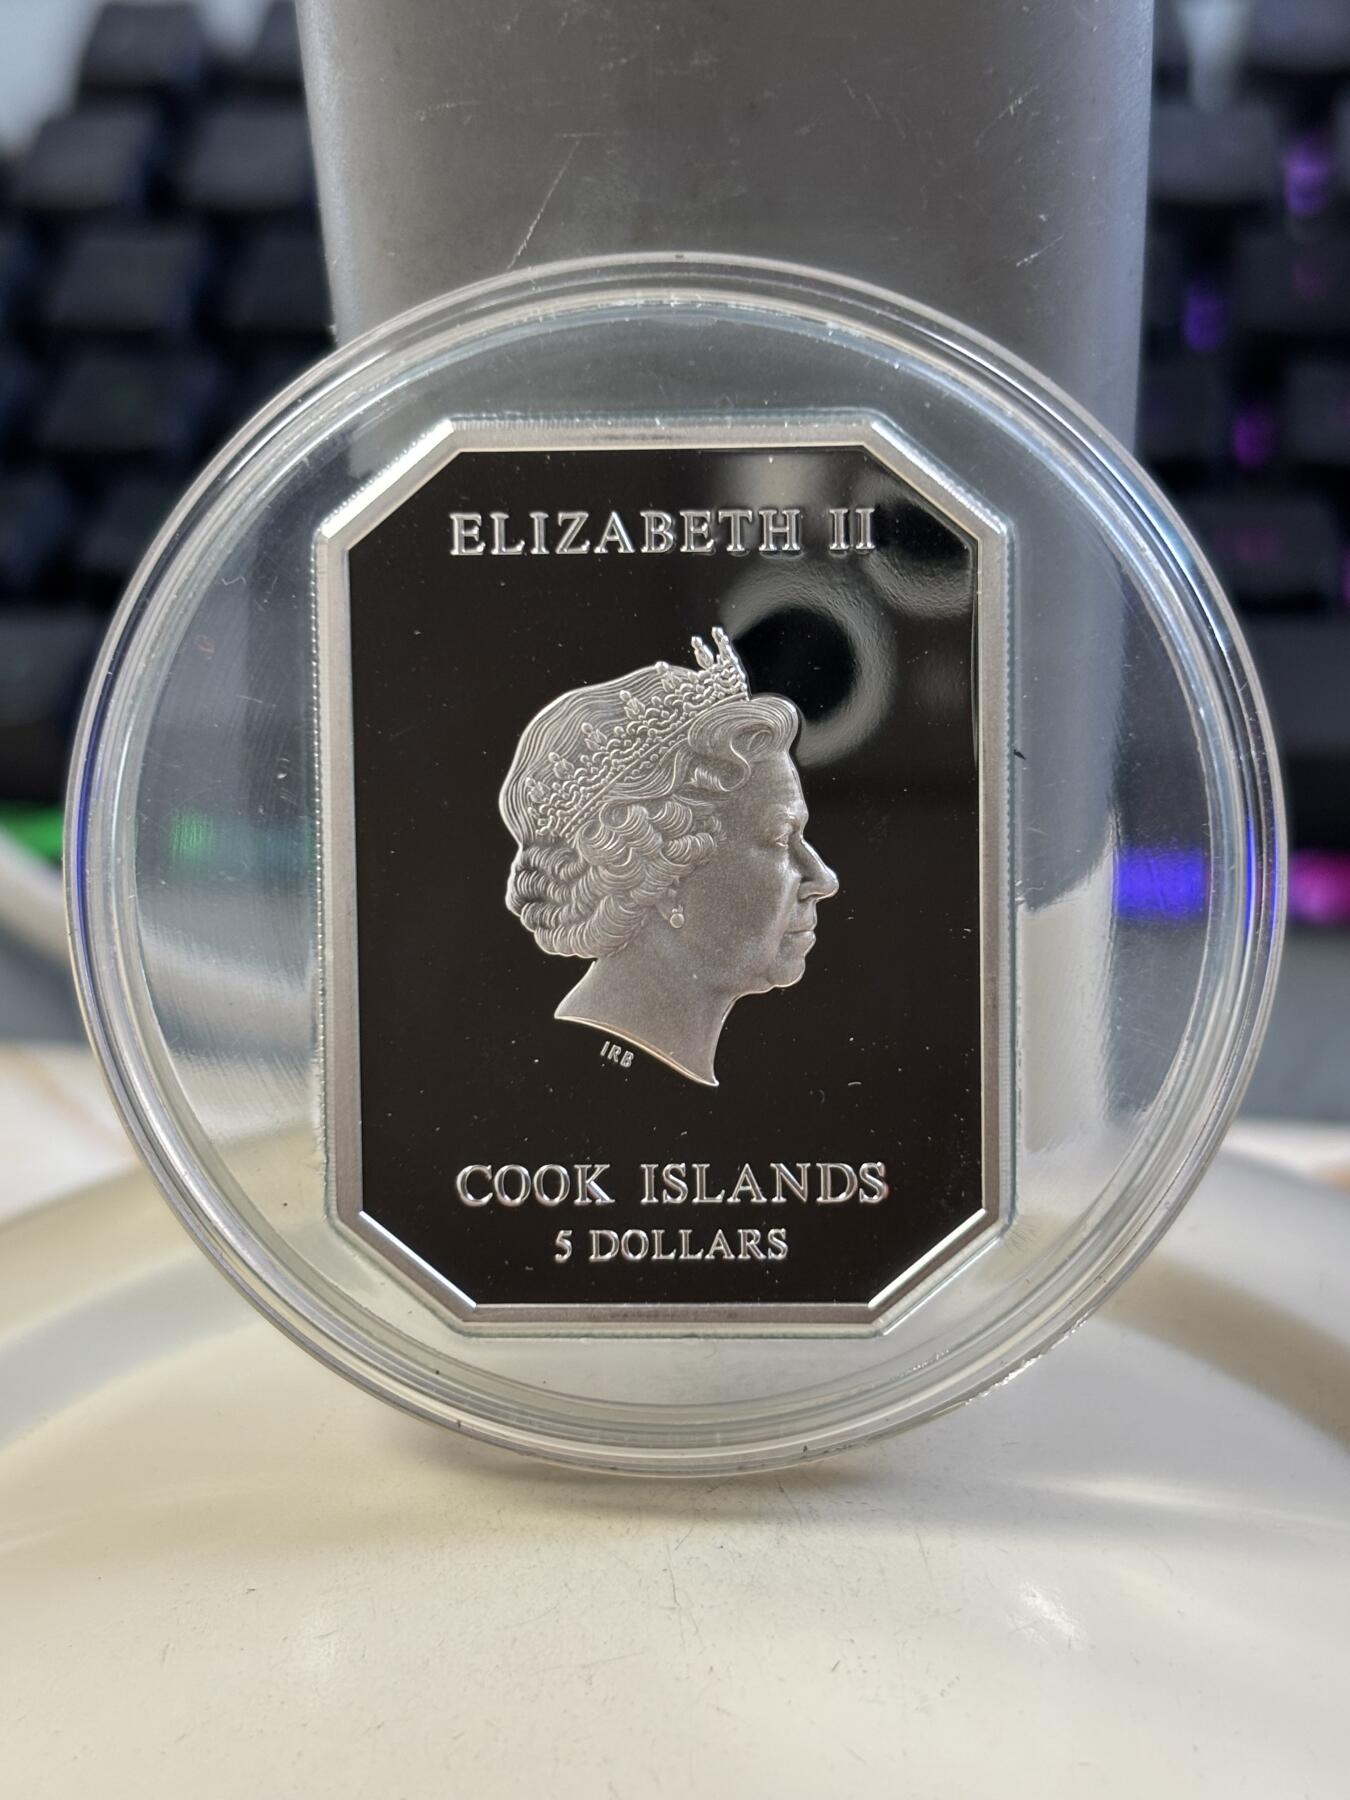 ELIZABETH II
IRB
COOK ISLANDS
5 DOLLARS